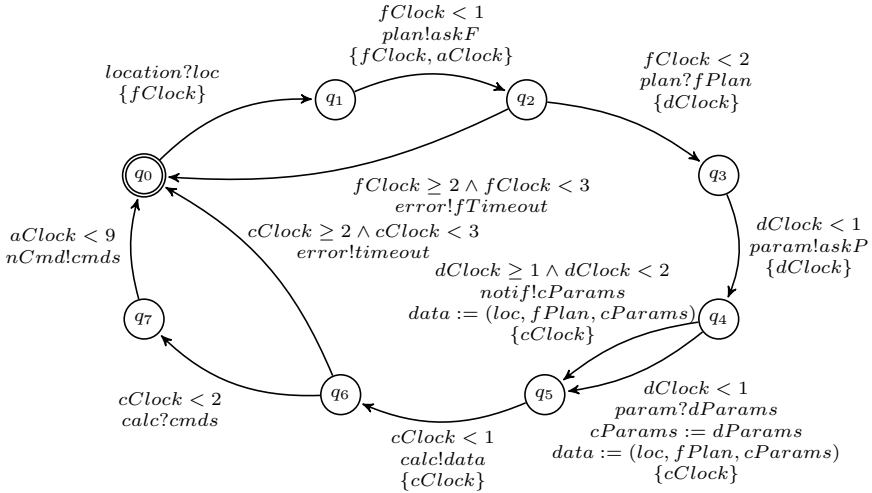 fClock < 1
plan!askF
{fClock, aClock}
location?loc
{fClock}
fClock < 2
plan?fPlan
{dClock}
q1
q2
q0
q3
fClock ≥ 2 ∧ fClock < 3
error!fTimeout
aClock < 9
nCmd!cmds
cClock ≥ 2 ∧ cClock < 3
error!timeout
dClock < 1
param!askP
{dClock}
dClock ≥ 1 ∧ dClock < 2
notif!cParams
data := (loc, fPlan, cParams)
{cClock}
q7
q4
q6
q5
cClock < 2
calc?cmds
cClock < 1
calc!data
{cClock}
dClock < 1
param?dParams
cParams := dParams
data := (loc, fPlan, cParams)
{cClock}